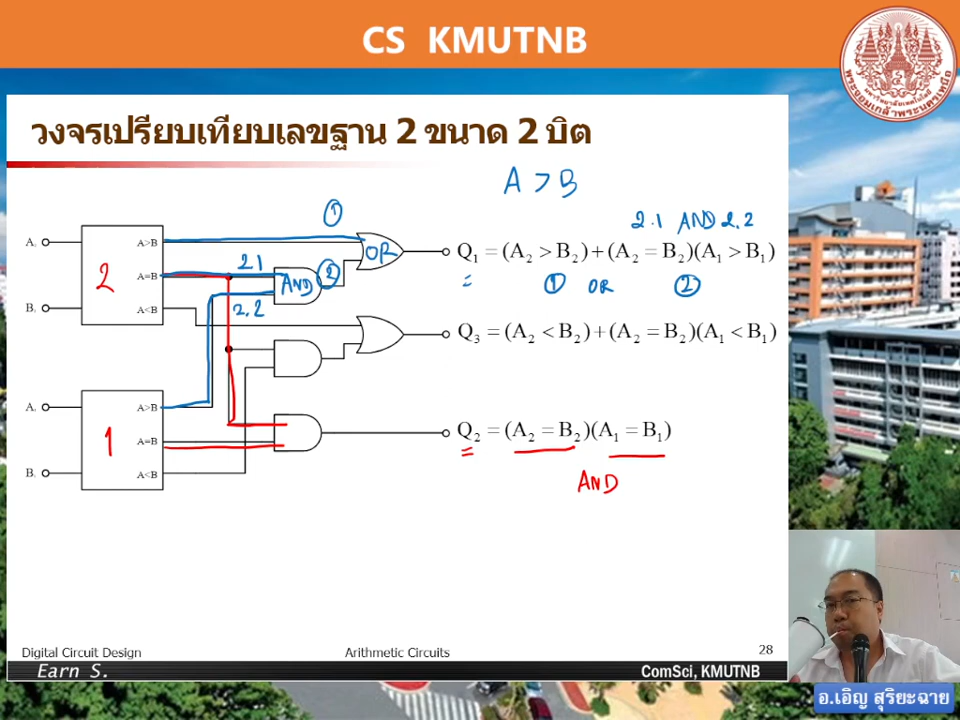 CS KMUTNB
วงจรเปรียบเทียบเลขฐาน 2 ขนาด 2 บิต
A > B
①
2.1 AND 2.2
A.
A>B
OR
Q₁ = (A₂ > B₂) + (A₂ = B₂)(A₁ > B₁)
2
2.1
A=B
AND
②
=
① OR ②
B.
A<B
2.2
Q₃ = (A₂ < B₂) + (A₂ = B₂)(A₁ < B₁)
A.
A>B
1
A=B
Q₂ = (A₂ = B₂)(A₁ = B₁)
B.
A<B
AND
Digital Circuit Design
Arithmetic Circuits
28
Earn S.
ComSci, KMUTNB
อ.เอิญ สุริยะฉาย